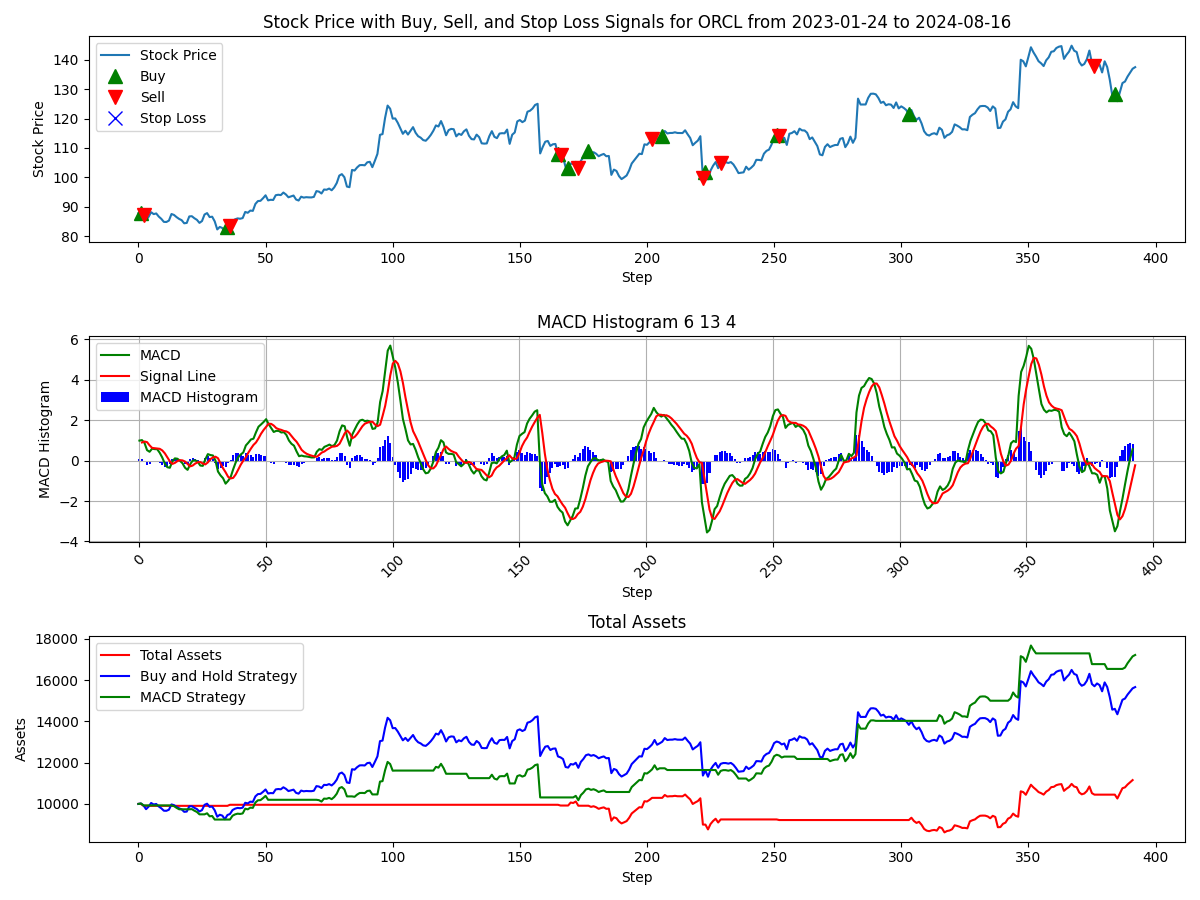 Stock Price with Buy, Sell, and Stop Loss Signals for ORCL from 2023-01-24 to 2024-08-16
Stock Price
140
130
120
110
100
90
80
Stock Price
Buy
Sell
Stop Loss
0 50 100 150 200 250 300 350 400
Step
MACD Histogram 6 13 4
MACD Histogram
6
4
2
0
−2
−4
MACD
Signal Line
MACD Histogram
0 50 100 150 200 250 300 350 400
Step
Total Assets
Assets
18000
16000
14000
12000
10000
Total Assets
Buy and Hold Strategy
MACD Strategy
0 50 100 150 200 250 300 350 400
Step